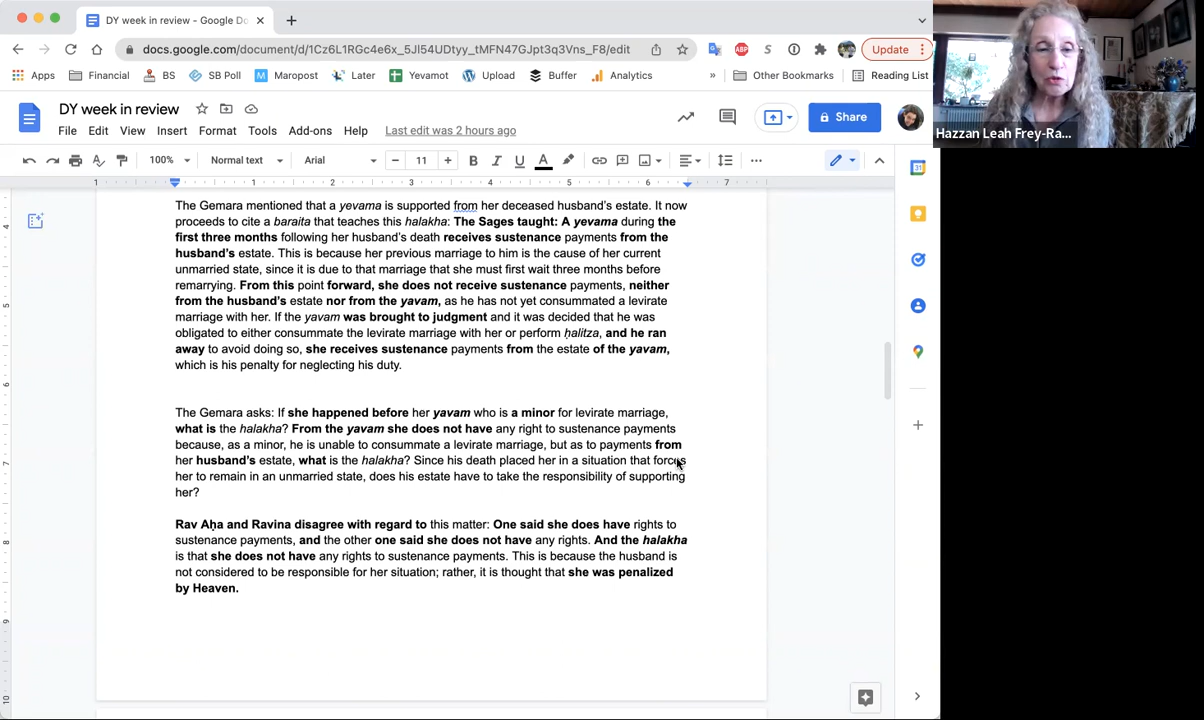 DY week in review - Google Do
docs.google.com/document/d/1Cz6L1RGc4e6x_5JI54UDtyy_tMFN47GJpt3q3Vns_F8/edit
ABP
S
Update
Apps
Financial
BS
SB Poll
Maropost
Later
Yevamot
Upload
Buffer
Analytics
»
Other Bookmarks
Reading List
Hazzan Leah Frey-Ra...
DY week in review
File Edit View Insert Format Tools Add-ons Help Last edit was 2 hours ago
Share
100% Normal text Arial − 11 + B I U A
1 1 2 3 4 5 6 7
The Gemara mentioned that a yevama is supported from her deceased husband's estate. It now
proceeds to cite a baraita that teaches this halakha: The Sages taught: A yevama during the
first three months following her husband's death receives sustenance payments from the
husband's estate. This is because her previous marriage to him is the cause of her current
unmarried state, since it is due to that marriage that she must first wait three months before
remarrying. From this point forward, she does not receive sustenance payments, neither
from the husband's estate nor from the yavam, as he has not yet consummated a levirate
marriage with her. If the yavam was brought to judgment and it was decided that he was
obligated to either consummate the levirate marriage with her or perform ḥalitza, and he ran
away to avoid doing so, she receives sustenance payments from the estate of the yavam,
which is his penalty for neglecting his duty.
The Gemara asks: If she happened before her yavam who is a minor for levirate marriage,
what is the halakha? From the yavam she does not have any right to sustenance payments
because, as a minor, he is unable to consummate a levirate marriage, but as to payments from
her husband's estate, what is the halakha? Since his death placed her in a situation that forces
her to remain in an unmarried state, does his estate have to take the responsibility of supporting
her?
Rav Aḥa and Ravina disagree with regard to this matter: One said she does have rights to
sustenance payments, and the other one said she does not have any rights. And the halakha
is that she does not have any rights to sustenance payments. This is because the husband is
not considered to be responsible for her situation; rather, it is thought that she was penalized
by Heaven.
4
5
6
7
8
9
10